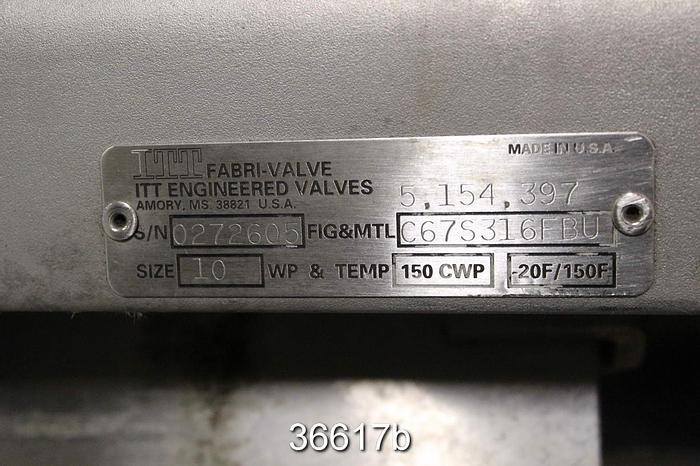 MADE IN U.S.A.
ITT FABRI-VALVE
ITT ENGINEERED VALVES 5,154,397
AMORY, MS. 38821 U.S.A.
S/N 0272605 FIG&MTL C67S316FBU
SIZE 10 WP & TEMP 150 CWP -20F/150F
36617b